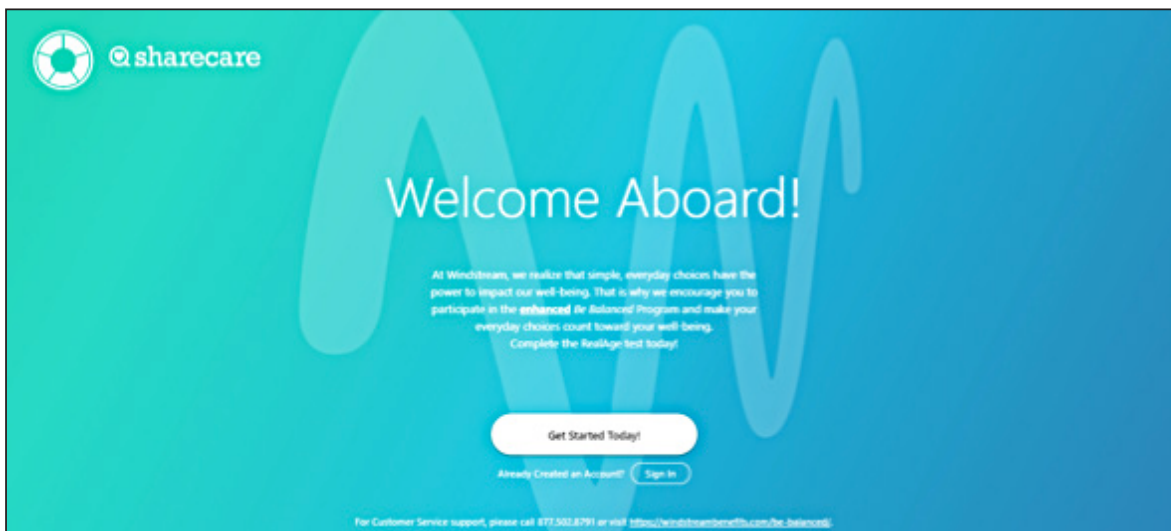 sharecare
Welcome Aboard!
At Windstream, we realize that simple, everyday choices have the
power to impact our well-being. That is why we encourage you to
participate in the enhanced Be Balanced Program and make your
everyday choices count toward your well-being.
Complete the RealAge test today!
Get Started Today!
Already Created an Account? Sign In
For Customer Service support, please call 877.502.8791 or visit https://windstreambenefits.com/be-balanced/.